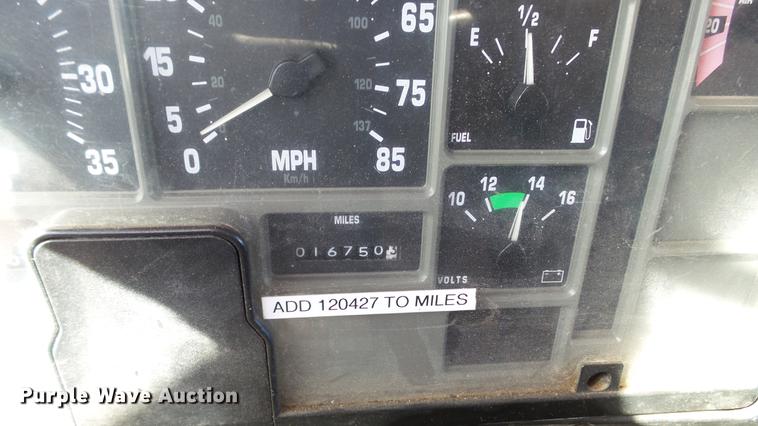 40
100
65
1/2
E
F
20
30
15
20
120
75
5
137
FUEL
35
0
MPH
85
Km/h
12
14
10
16
MILES
016750
VOLTS
ADD 120427 TO MILES
Purple Wave Auction